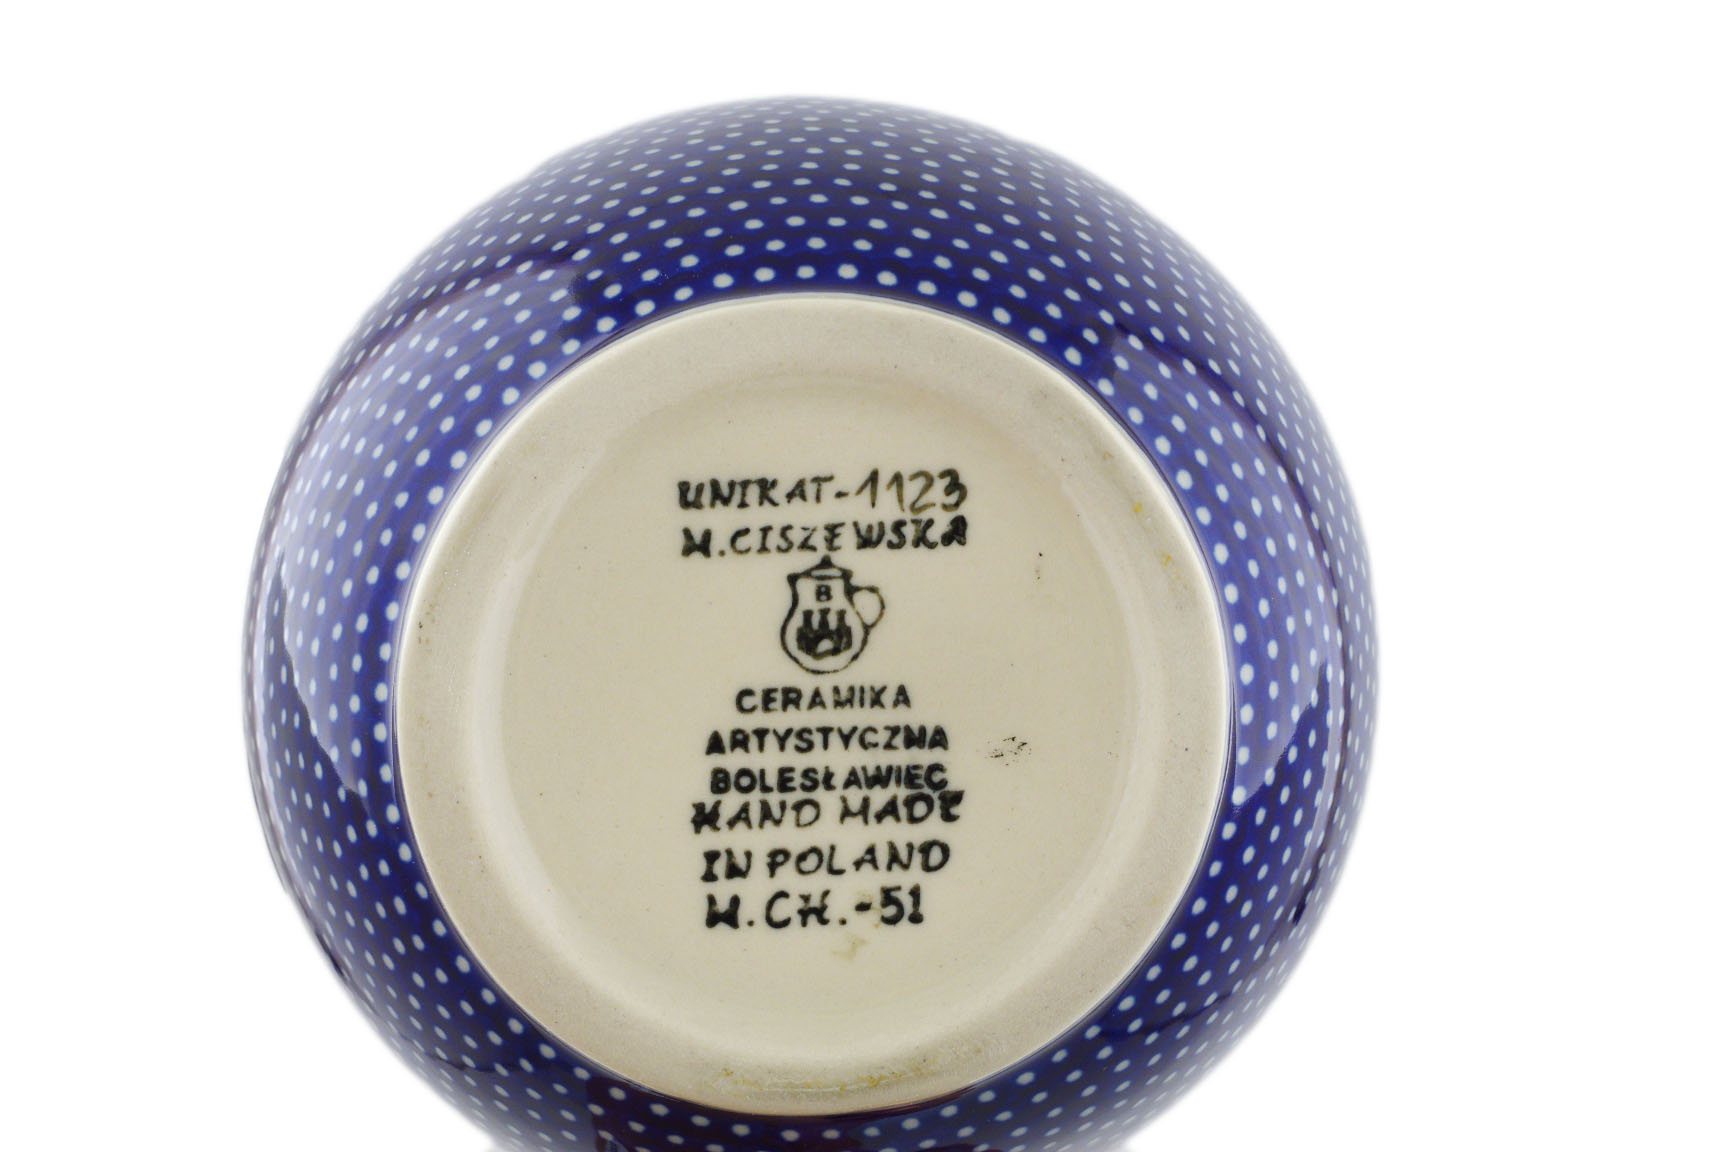 UNIKAT-1123
M.CISZEWSKA
B
CERAMIKA
ARTYSTYCZNA
BOLESŁAWIEC
HAND MADE
IN POLAND
M.CH.-51